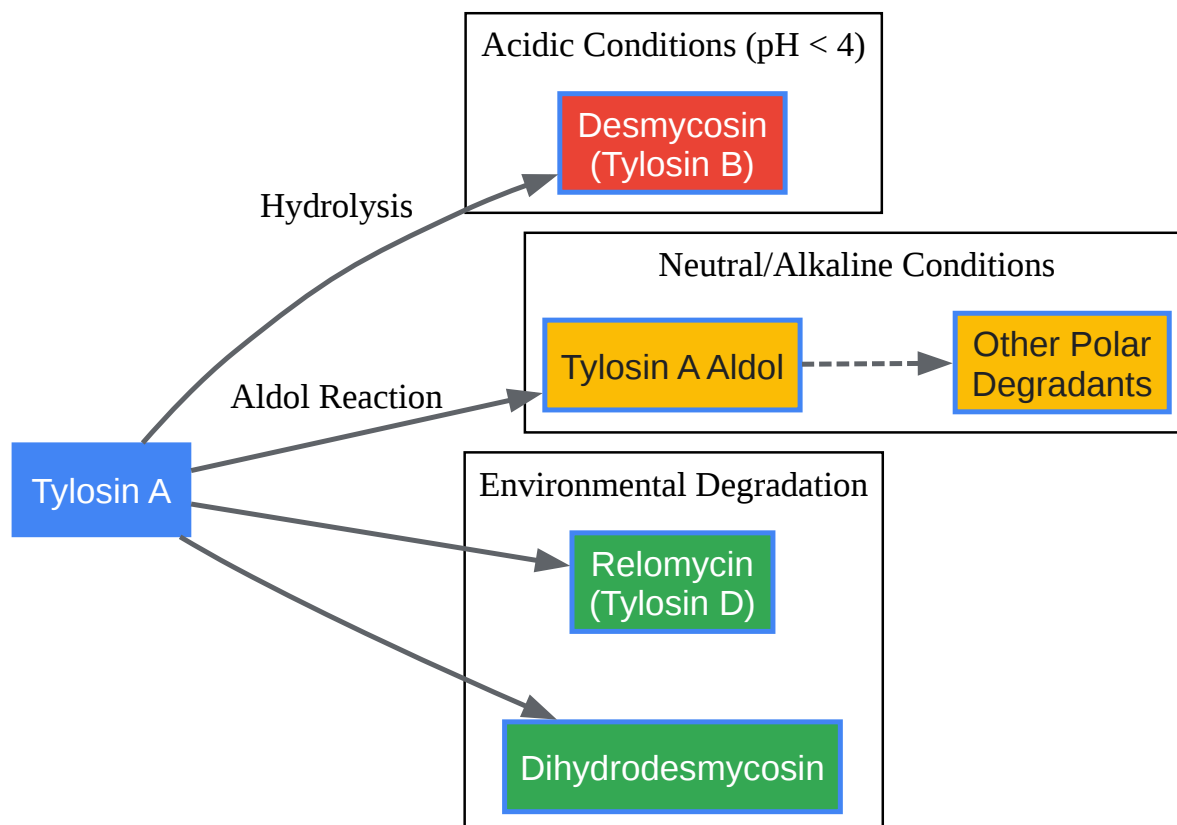 Acidic Conditions (pH < 4)
Desmycosin
(Tylosin B)
Hydrolysis
Neutral/Alkaline Conditions
Tylosin A Aldol
Other Polar
Degradants
Aldol Reaction
Tylosin A
Environmental Degradation
Relomycin
(Tylosin D)
Dihydrodesmycosin